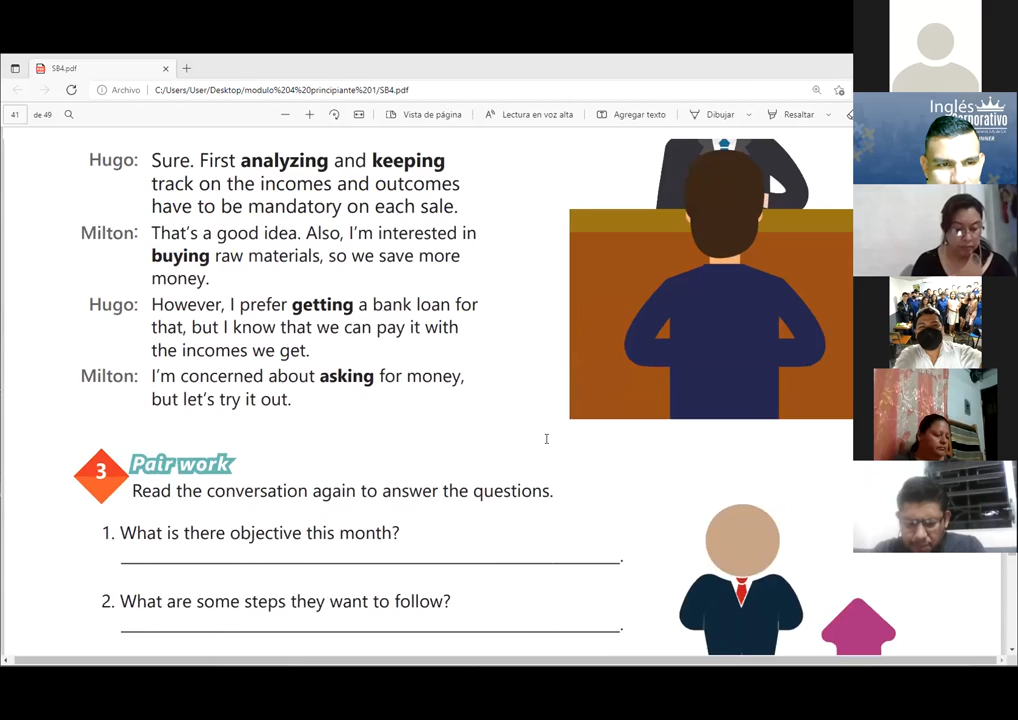 SB4.pdf
Archivo
C:/Users/User/Desktop/modulo%204%20principiante%201/SB4.pdf
41 de 49
Vista de página
Lectura en voz alta
Agregar texto
Dibujar
Resaltar
Hugo: Sure. First analyzing and keeping
track on the incomes and outcomes
have to be mandatory on each sale.
Milton: That's a good idea. Also, I'm interested in
buying raw materials, so we save more
money.
Hugo: However, I prefer getting a bank loan for
that, but I know that we can pay it with
the incomes we get.
Milton: I'm concerned about asking for money,
but let's try it out.
3 Pair work
Read the conversation again to answer the questions.
1. What is there objective this month?
2. What are some steps they want to follow?
Inglés